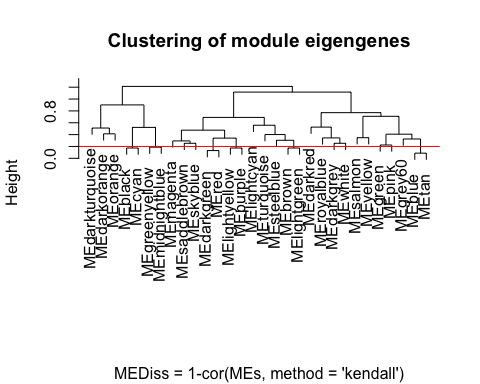 Clustering of module eigengenes
Height
0.8
0.0
MEdarkturquoise
MEdarkorange
MEorange
MEblack
MEcyan
MEgreenyellow
MEmidnightblue
MEmagenta
MEsaddlebrown
MEskyblue
MEdarkgreen
MEred
MElightyellow
MEpurple
MElightcyan
MEturquoise
MEsteelblue
MEbrown
MElightgreen
MEdarkred
MEroyalblue
MEdarkgrey
MEwhite
MEsalmon
MEyellow
MEgreen
MEpink
MEgrey60
MEblue
MEtan
MEDiss = 1-cor(MEs, method = 'kendall')